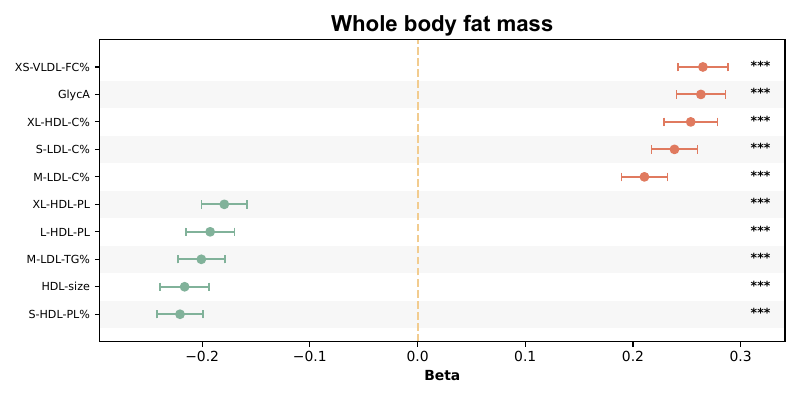 Whole body fat mass
XS-VLDL-FC% ***
GlycA ***
XL-HDL-C% ***
S-LDL-C% ***
M-LDL-C% ***
XL-HDL-PL ***
L-HDL-PL ***
M-LDL-TG% ***
HDL-size ***
S-HDL-PL% ***
−0.2 −0.1 0.0 0.1 0.2 0.3
Beta